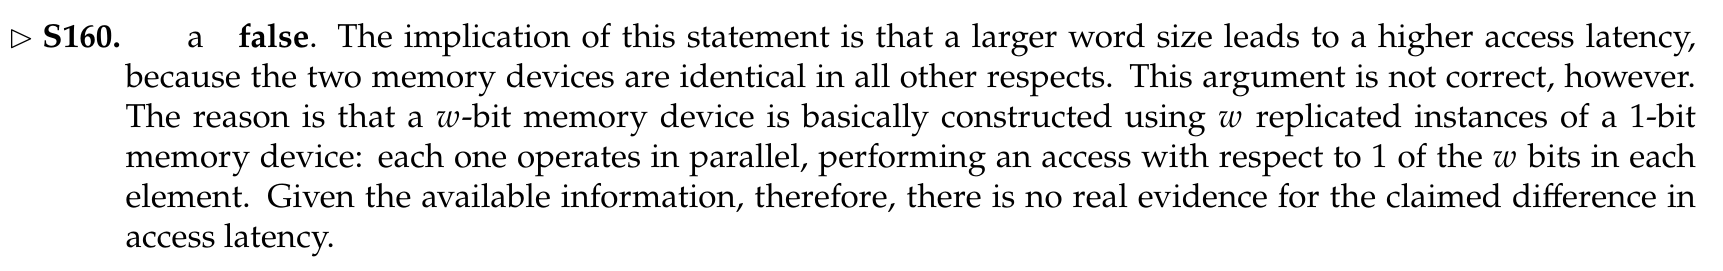 ▷ S160. a false. The implication of this statement is that a larger word size leads to a higher access latency,
because the two memory devices are identical in all other respects. This argument is not correct, however.
The reason is that a w-bit memory device is basically constructed using w replicated instances of a 1-bit
memory device: each one operates in parallel, performing an access with respect to 1 of the w bits in each
element. Given the available information, therefore, there is no real evidence for the claimed difference in
access latency.